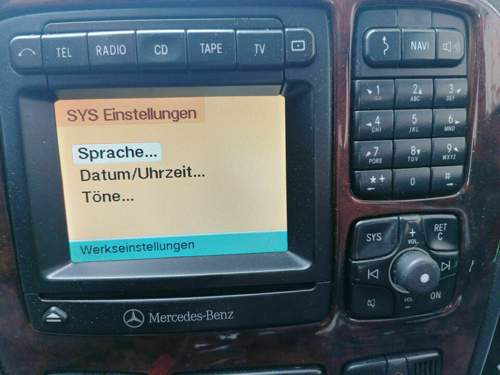 TEL RADIO CD TAPE TV
NAVI
SYS Einstellungen
Sprache...
Datum/Uhrzeit...
Töne...
Werkseinstellungen
1 2 ABC 3 DEF
4 GHI 5 JKL 6 MNO
7 PQRS 8 TUV 9 WXYZ
*+ 0 #
SYS + VOL. RET C
VOL. - ON
Mercedes-Benz